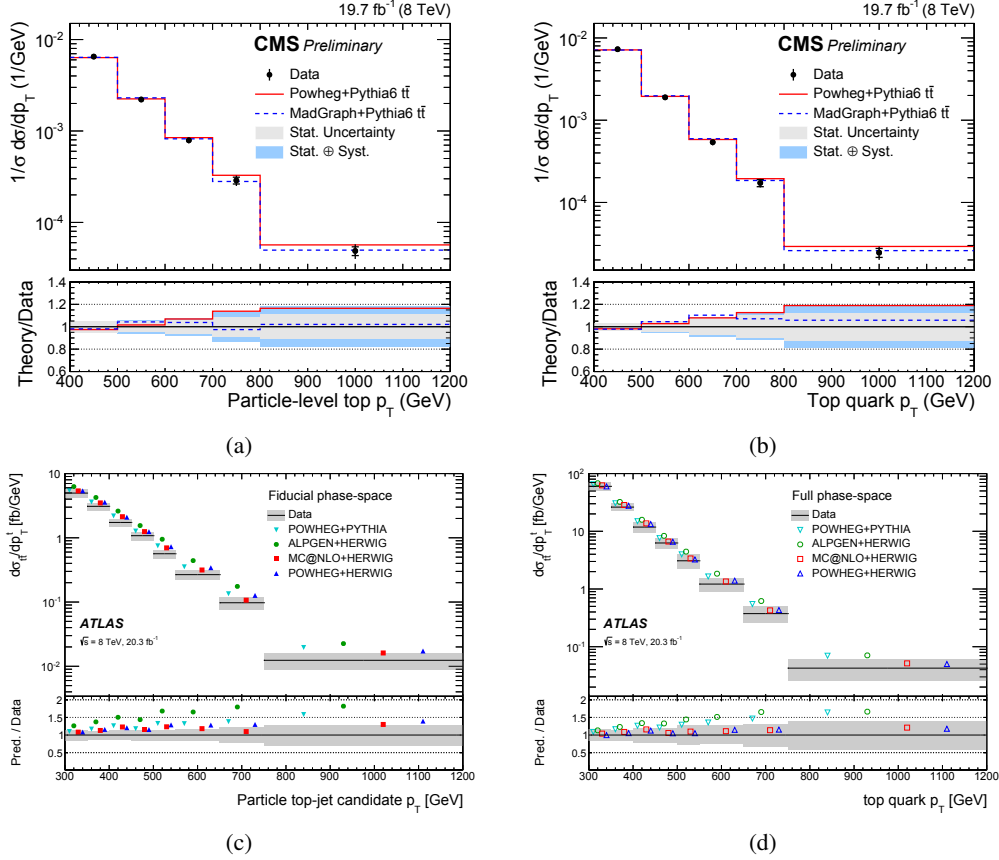 19.7 fb⁻¹ (8 TeV)
1/σ dσ/dp_T (1/GeV)
10⁻²
10⁻³
10⁻⁴
CMS Preliminary
Data
Powheg+Pythia6 tt̄
MadGraph+Pythia6 tt̄
Stat. Uncertainty
Stat. ⊕ Syst.
Theory/Data
1.4
1.2
1
0.8
0.6
400 500 600 700 800 900 1000 1100 1200
Particle-level top p_T (GeV)
(a)
19.7 fb⁻¹ (8 TeV)
1/σ dσ/dp_T (1/GeV)
10⁻²
10⁻³
10⁻⁴
CMS Preliminary
Data
Powheg+Pythia6 tt̄
MadGraph+Pythia6 tt̄
Stat. Uncertainty
Stat. ⊕ Syst.
Theory/Data
1.4
1.2
1
0.8
0.6
400 500 600 700 800 900 1000 1100 1200
Top quark p_T (GeV)
(b)
dσ_tt̄/dp_T^t [fb/GeV]
10
1
10⁻¹
10⁻²
Fiducial phase-space
Data
POWHEG+PYTHIA
ALPGEN+HERWIG
MC@NLO+HERWIG
POWHEG+HERWIG
ATLAS
√s = 8 TeV, 20.3 fb⁻¹
Pred. / Data
2
1.5
1
0.5
300 400 500 600 700 800 900 1000 1100 1200
Particle top-jet candidate p_T [GeV]
(c)
dσ_tt̄/dp_T^t [fb/GeV]
10²
10
1
10⁻¹
Full phase-space
Data
POWHEG+PYTHIA
ALPGEN+HERWIG
MC@NLO+HERWIG
POWHEG+HERWIG
ATLAS
√s = 8 TeV, 20.3 fb⁻¹
Pred. / Data
2
1.5
1
0.5
300 400 500 600 700 800 900 1000 1100 1200
top quark p_T [GeV]
(d)